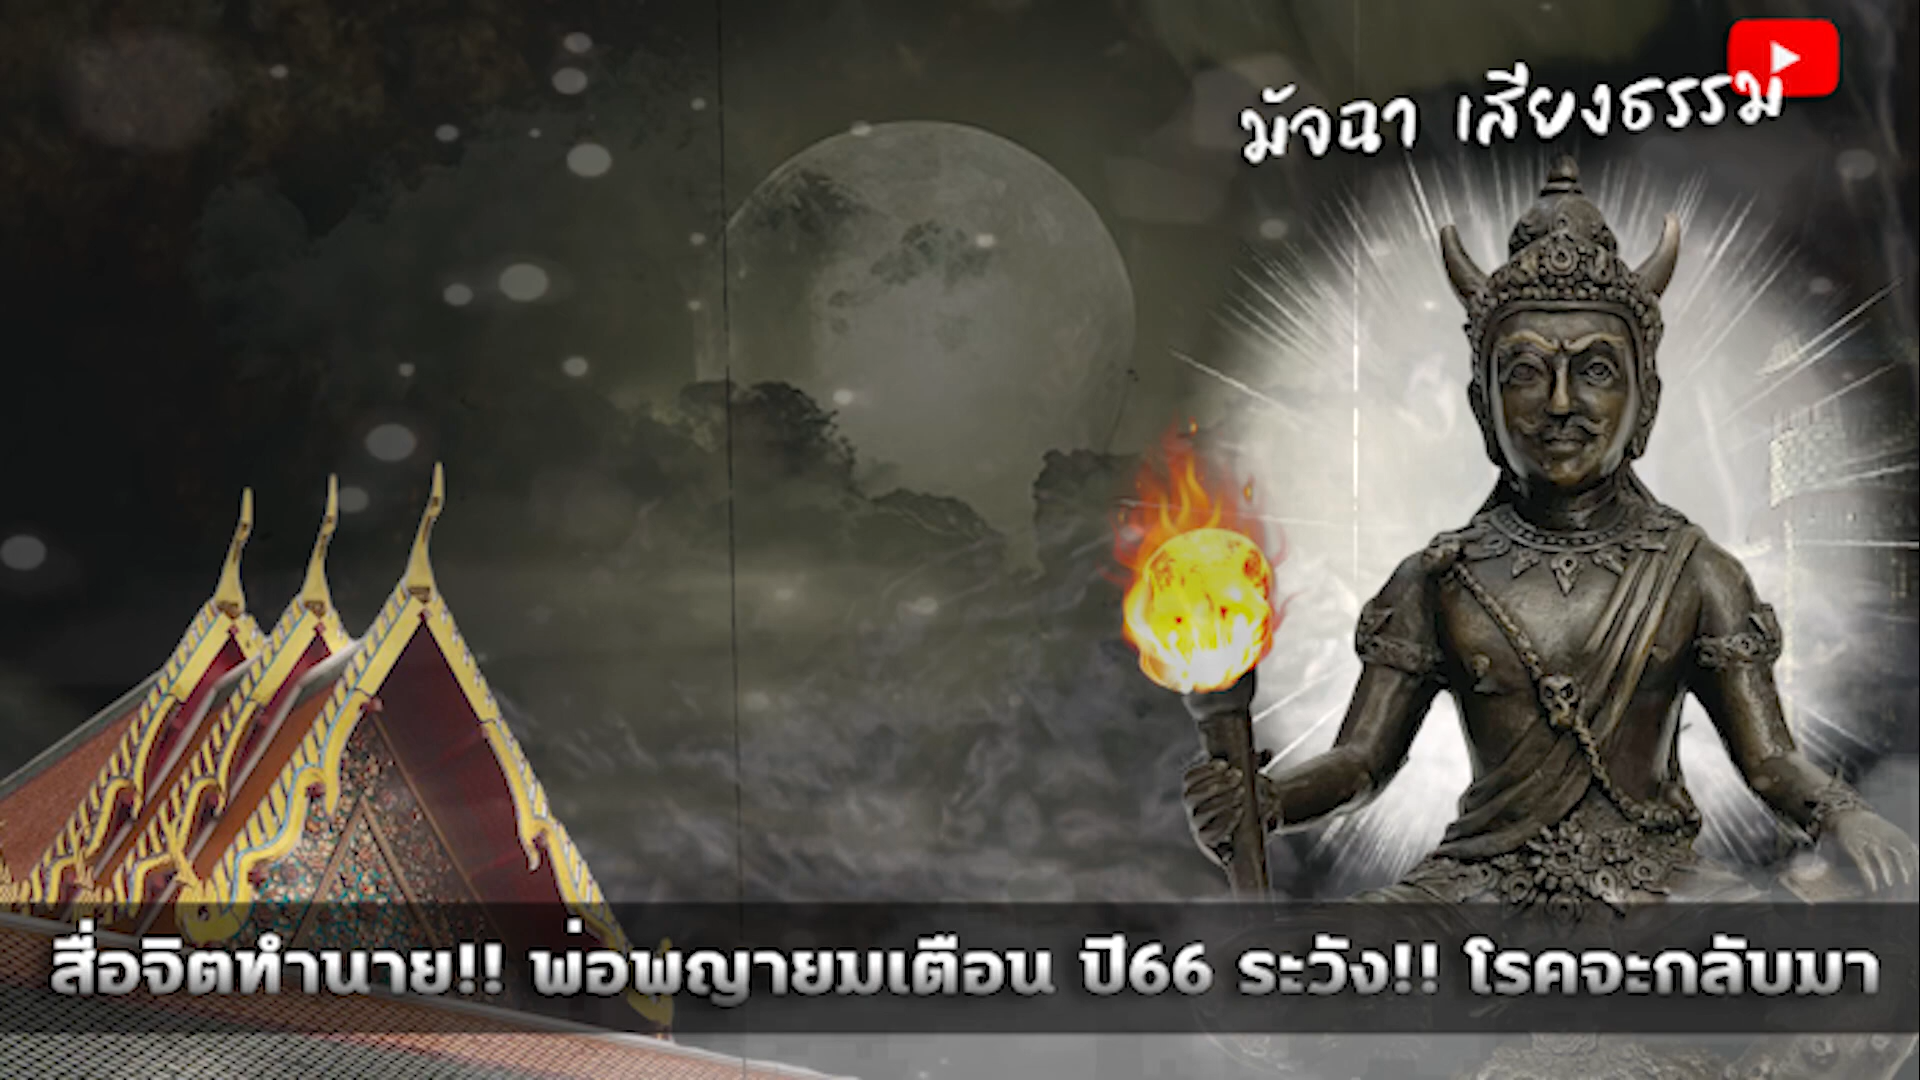 มัจฉา เสียงธรรม
สื่อจิตทำนาย!! พ่อพญายมเตือน ปี66 ระวัง!! โรคจะกลับมา